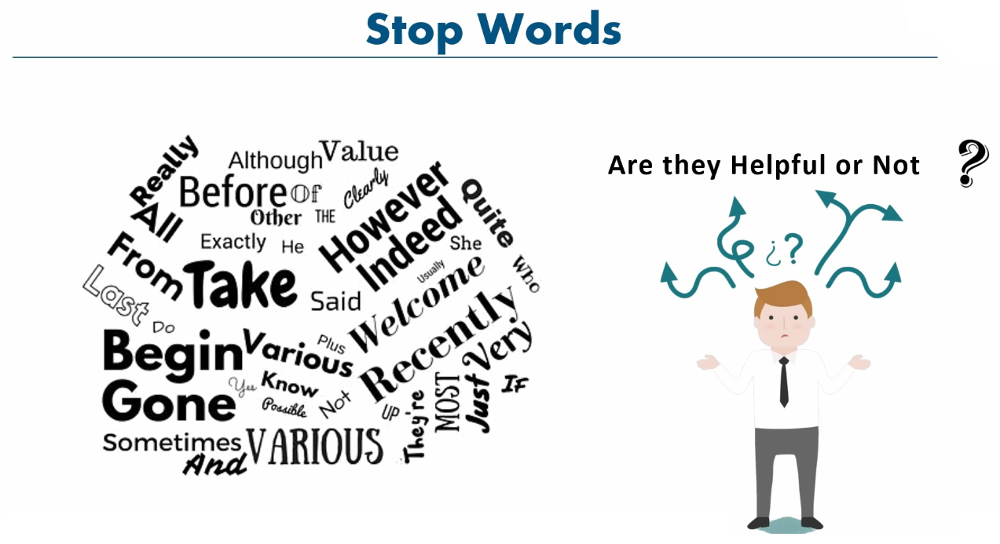 Stop Words
Really
Although
Value
Before
Of
Clearly
All
Other
THE
However
Quite
Exactly
He
Indeed
She
From
Take
Usually
Who
Last
Said
Welcome
Do
Begin
Various
Plus
Recently
Very
Gone
Yes
Know
Possible
Not
UP
They're
MOST
Just
IF
Sometimes
VARIOUS
And
Are they Helpful or Not ?
¿?